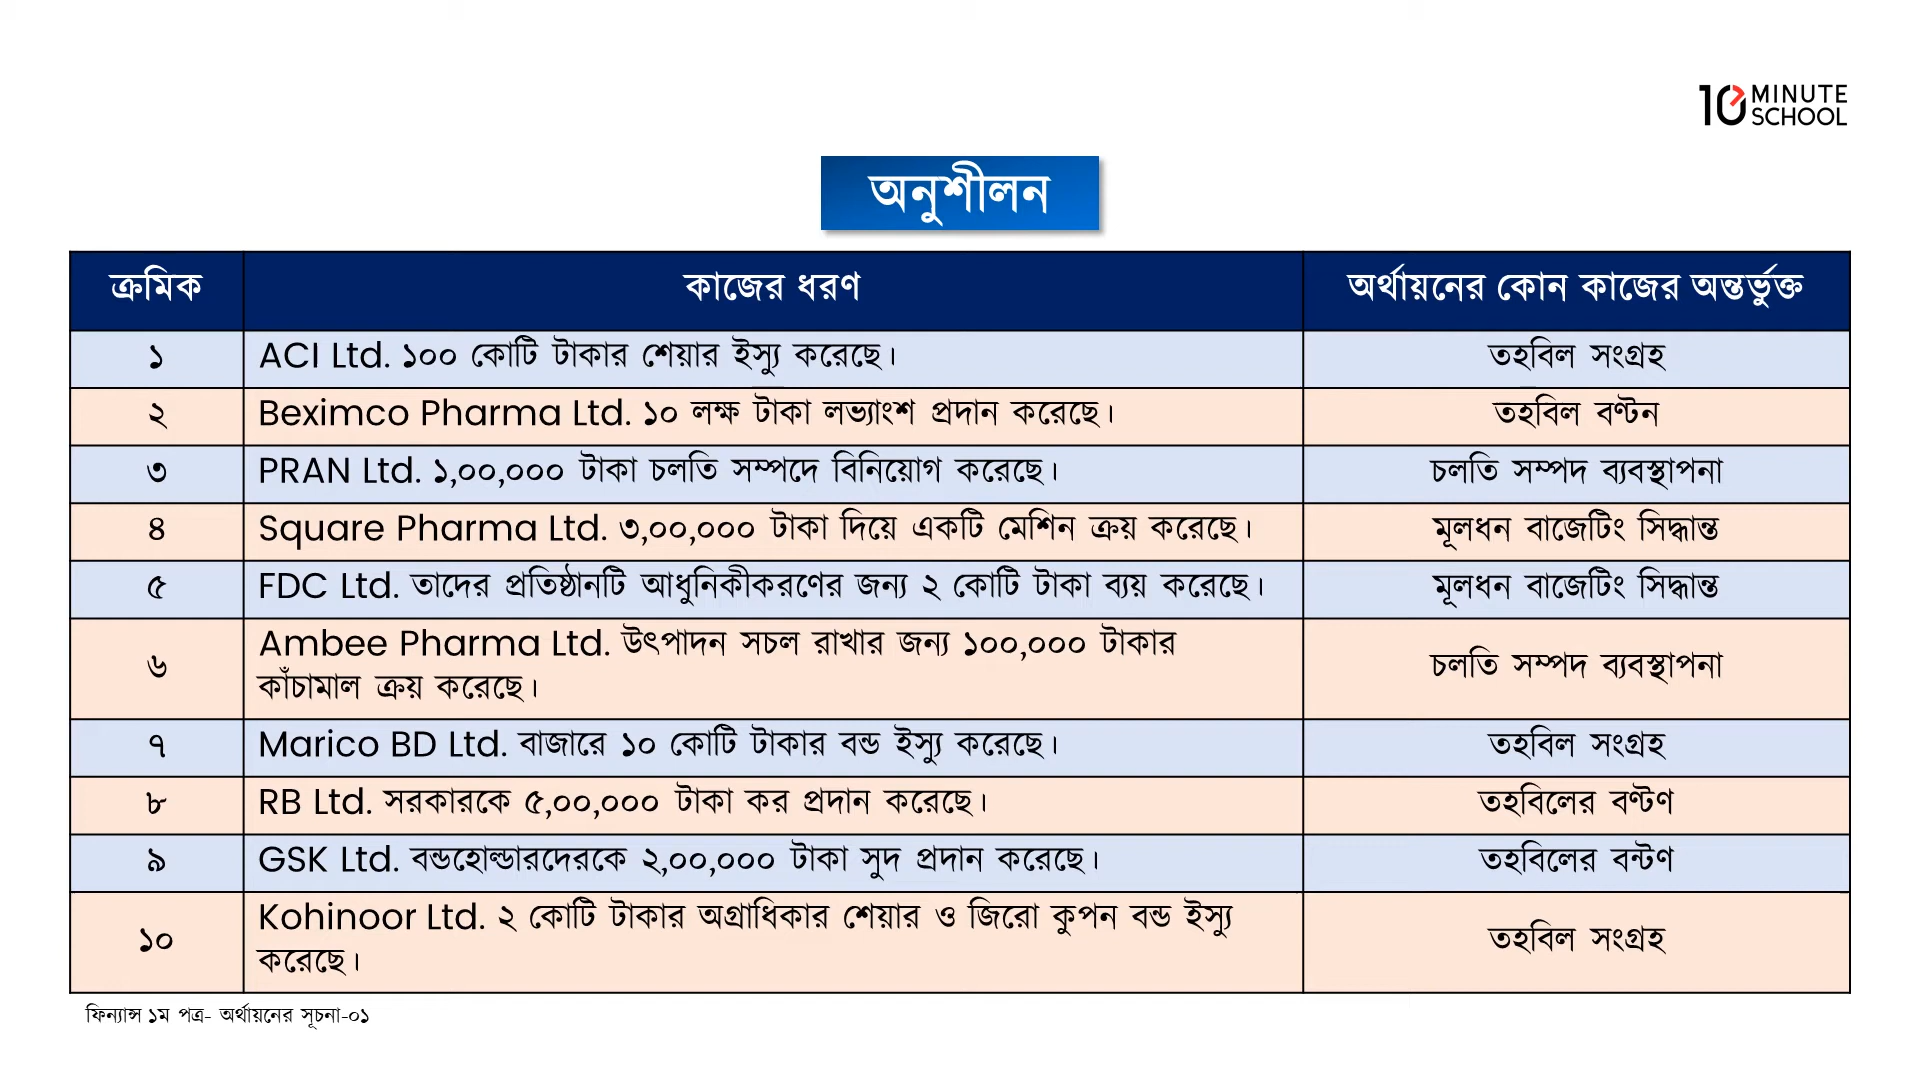 10 MINUTE SCHOOL
অনুশীলন
ক্রমিক কাজের ধরণ অর্থায়নের কোন কাজের অন্তর্ভুক্ত
১ ACI Ltd. ১০০ কোটি টাকার শেয়ার ইস্যু করেছে। তহবিল সংগ্রহ
২ Beximco Pharma Ltd. ১০ লক্ষ টাকা লভ্যাংশ প্রদান করেছে। তহবিল বণ্টন
৩ PRAN Ltd. ১,০০,০০০ টাকা চলতি সম্পদে বিনিয়োগ করেছে। চলতি সম্পদ ব্যবস্থাপনা
৪ Square Pharma Ltd. ৩,০০,০০০ টাকা দিয়ে একটি মেশিন ক্রয় করেছে। মূলধন বাজেটিং সিদ্ধান্ত
৫ FDC Ltd. তাদের প্রতিষ্ঠানটি আধুনিকীকরণের জন্য ২ কোটি টাকা ব্যয় করেছে। মূলধন বাজেটিং সিদ্ধান্ত
৬ Ambee Pharma Ltd. উৎপাদন সচল রাখার জন্য ১০০,০০০ টাকার
কাঁচামাল ক্রয় করেছে। চলতি সম্পদ ব্যবস্থাপনা
৭ Marico BD Ltd. বাজারে ১০ কোটি টাকার বন্ড ইস্যু করেছে। তহবিল সংগ্রহ
৮ RB Ltd. সরকারকে ৫,০০,০০০ টাকা কর প্রদান করেছে। তহবিলের বণ্টণ
৯ GSK Ltd. বন্ডহোল্ডারদেরকে ২,০০,০০০ টাকা সুদ প্রদান করেছে। তহবিলের বন্টণ
১০ Kohinoor Ltd. ২ কোটি টাকার অগ্রাধিকার শেয়ার ও জিরো কুপন বন্ড ইস্যু
করেছে। তহবিল সংগ্রহ
ফিন্যান্স ১ম পত্র- অর্থায়নের সূচনা-০১